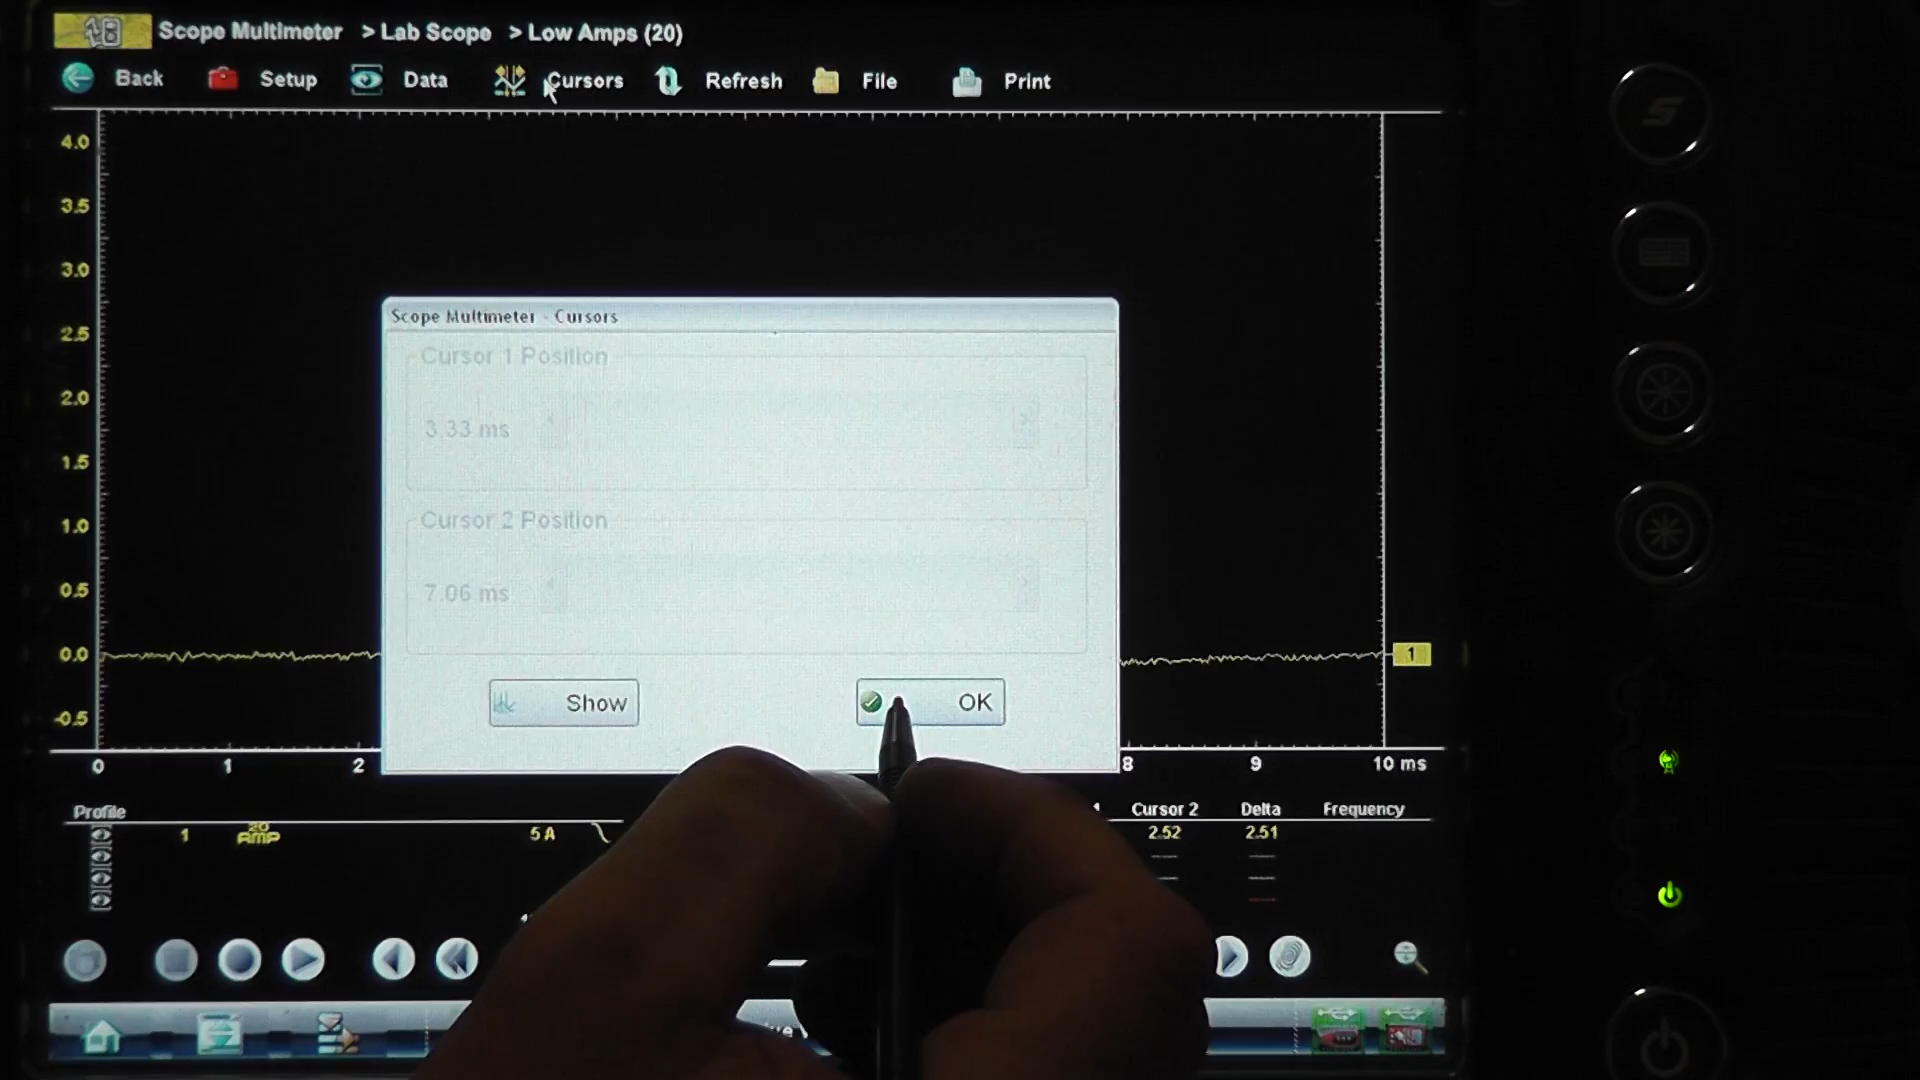 Scope Multimeter > Lab Scope > Low Amps (20)
Back Setup Data Cursors Refresh File Print
4.0
3.5
3.0
2.5
2.0
1.5
1.0
0.5
0.0
-0.5
Scope Multimeter - Cursors
Cursor 1 Position
3.33 ms
Cursor 2 Position
7.06 ms
Show OK
1
0 1 2 8 9 10 ms
Profile Cursor 2 Delta Frequency
1 20 AMP 5 A 2.52 2.51